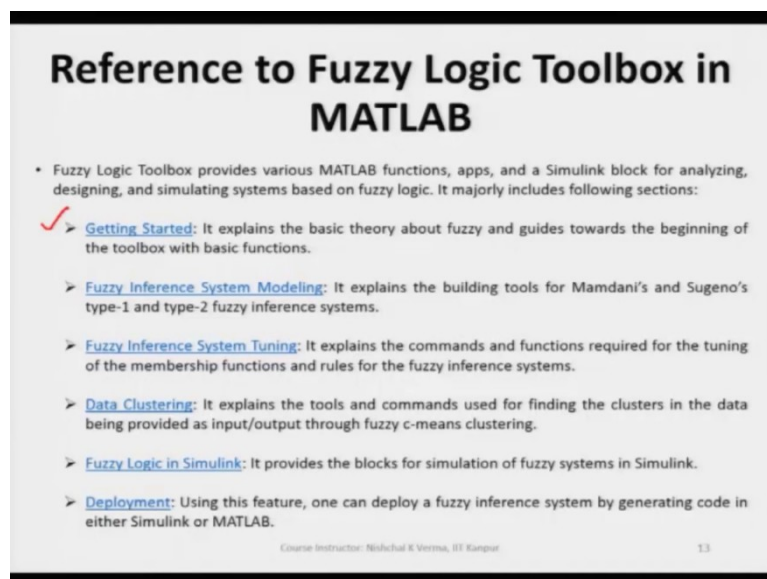 Reference to Fuzzy Logic Toolbox in
MATLAB
• Fuzzy Logic Toolbox provides various MATLAB functions, apps, and a Simulink block for analyzing,
designing, and simulating systems based on fuzzy logic. It majorly includes following sections:
➢ Getting Started: It explains the basic theory about fuzzy and guides towards the beginning of
the toolbox with basic functions.
➢ Fuzzy Inference System Modeling: It explains the building tools for Mamdani's and Sugeno's
type-1 and type-2 fuzzy inference systems.
➢ Fuzzy Inference System Tuning: It explains the commands and functions required for the tuning
of the membership functions and rules for the fuzzy inference systems.
➢ Data Clustering: It explains the tools and commands used for finding the clusters in the data
being provided as input/output through fuzzy c-means clustering.
➢ Fuzzy Logic in Simulink: It provides the blocks for simulation of fuzzy systems in Simulink.
➢ Deployment: Using this feature, one can deploy a fuzzy inference system by generating code in
either Simulink or MATLAB.
Course Instructor: Nishchal K Verma, IIT Kanpur
13